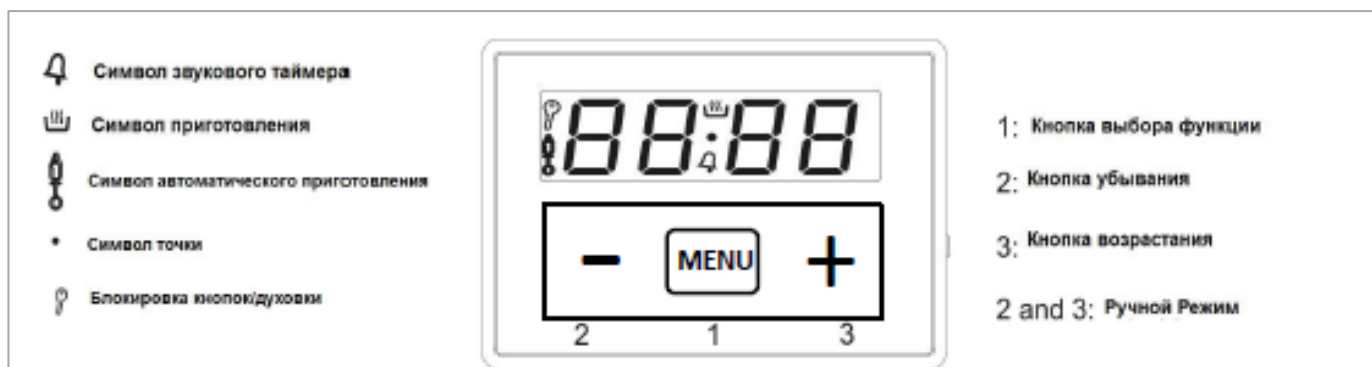 Символ звукового таймера
Символ приготовления
Символ автоматического приготовления
Символ точки
Блокировка кнопок/духовки
88:88
- MENU +
2 1 3
1: Кнопка выбора функции
2: Кнопка убывания
3: Кнопка возрастания
2 and 3: Ручной Режим